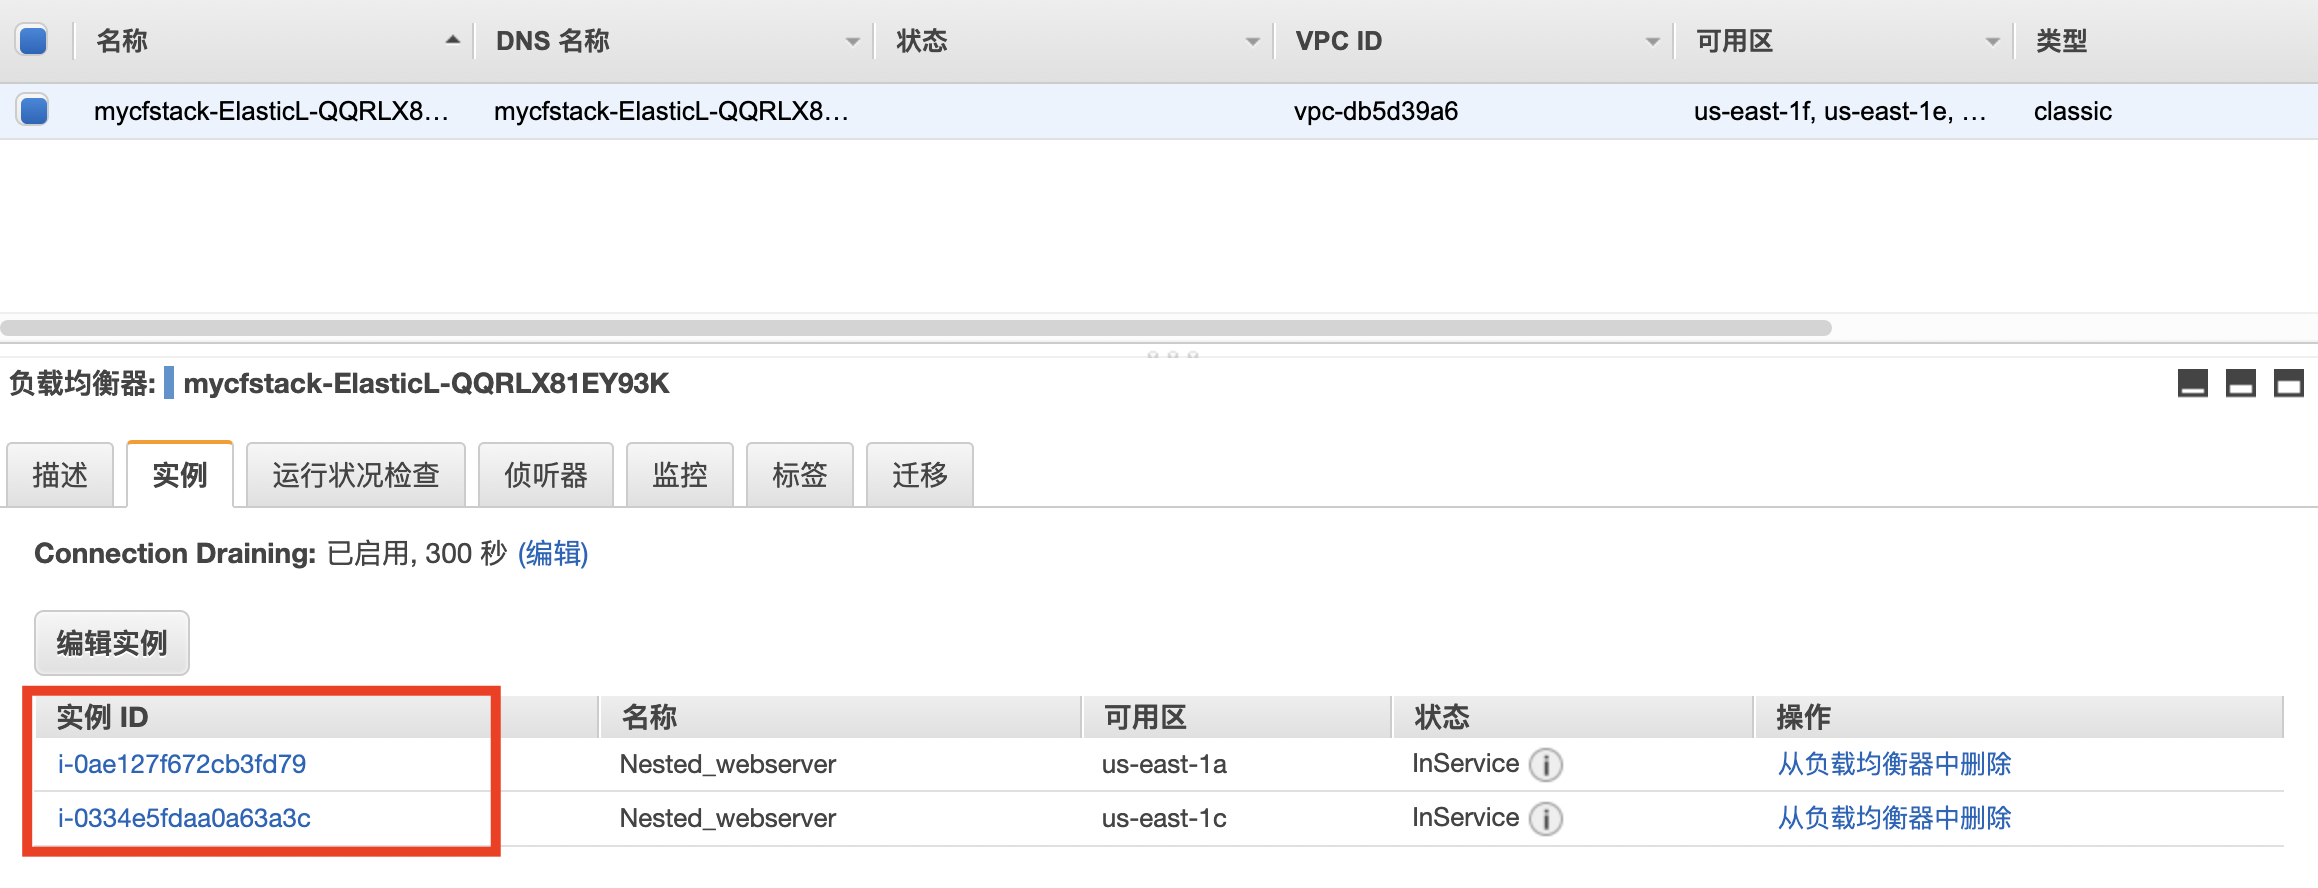 名称 DNS 名称 状态 VPC ID 可用区 类型
mycfstack-ElasticL-QQRLX8... mycfstack-ElasticL-QQRLX8... vpc-db5d39a6 us-east-1f, us-east-1e, ... classic
负载均衡器: mycfstack-ElasticL-QQRLX81EY93K
描述 实例 运行状况检查 侦听器 监控 标签 迁移
Connection Draining: 已启用, 300 秒 (编辑)
编辑实例
实例 ID 名称 可用区 状态 操作
i-0ae127f672cb3fd79 Nested_webserver us-east-1a InService i 从负载均衡器中删除
i-0334e5fdaa0a63a3c Nested_webserver us-east-1c InService i 从负载均衡器中删除